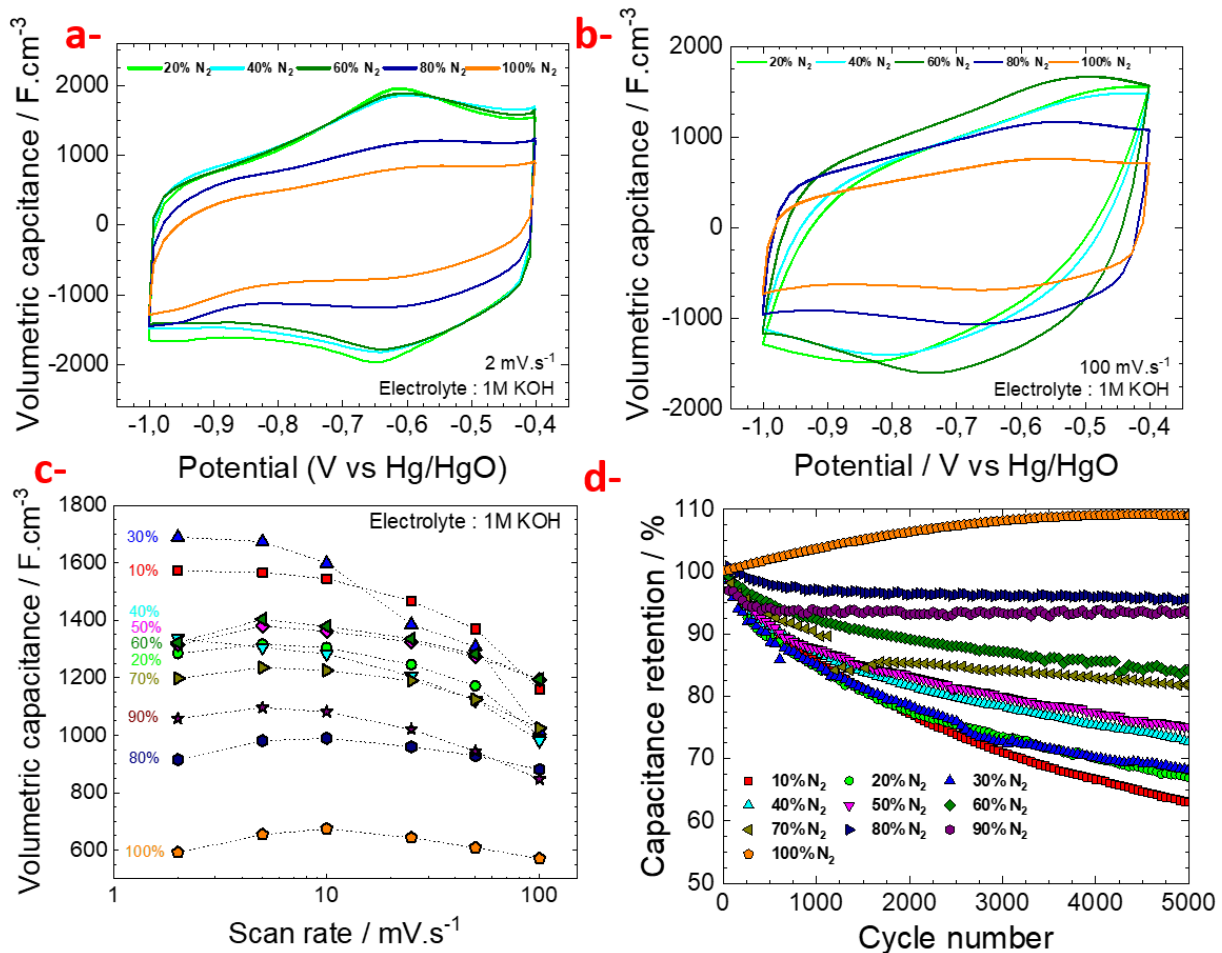 a-
20% N₂ 40% N₂ 60% N₂ 80% N₂ 100% N₂
Volumetric capcitance / F.cm⁻³
2000
1000
0
-1000
-2000
2 mV.s⁻¹
Electrolyte : 1M KOH
-1,0 -0,9 -0,8 -0,7 -0,6 -0,5 -0,4
Potential (V vs Hg/HgO)
b-
20% N₂ 40% N₂ 60% N₂ 80% N₂ 100% N₂
Volumetric capacitance / F.cm⁻³
2000
1000
0
-1000
-2000
100 mV.s⁻¹
Electrolyte : 1M KOH
-1,0 -0,9 -0,8 -0,7 -0,6 -0,5 -0,4
Potential / V vs Hg/HgO
c-
Volumetric capacitance / F.cm⁻³
1800
1600
1400
1200
1000
800
600
Electrolyte : 1M KOH
30%
10%
40%
50%
60%
20%
70%
90%
80%
100%
1 10 100
Scan rate / mV.s⁻¹
d-
Capacitance retention / %
110
100
90
80
70
60
50
10% N₂ 20% N₂ 30% N₂
40% N₂ 50% N₂ 60% N₂
70% N₂ 80% N₂ 90% N₂
100% N₂
0 1000 2000 3000 4000 5000
Cycle number